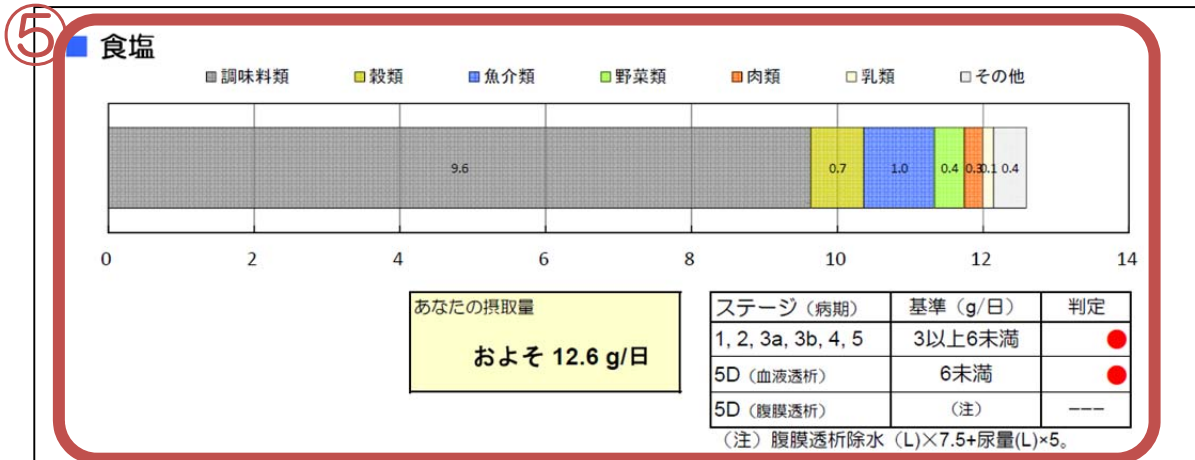 ⑤
■ 食塩
■調味料類 ■穀類 ■魚介類 ■野菜類 ■肉類 □乳類 □その他
9.6 0.7 1.0 0.4 0.3 0.1 0.4
0 2 4 6 8 10 12 14
あなたの摂取量
およそ 12.6 g/日
ステージ（病期） 基準（g/日） 判定
1, 2, 3a, 3b, 4, 5 3以上6未満 ●
5D（血液透析） 6未満 ●
5D（腹膜透析） （注） ---
（注）腹膜透析除水（L)×7.5+尿量(L)×5。